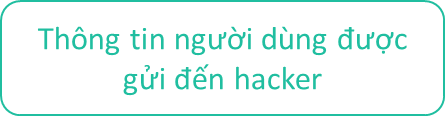 Thông tin người dùng được
gửi đến hacker